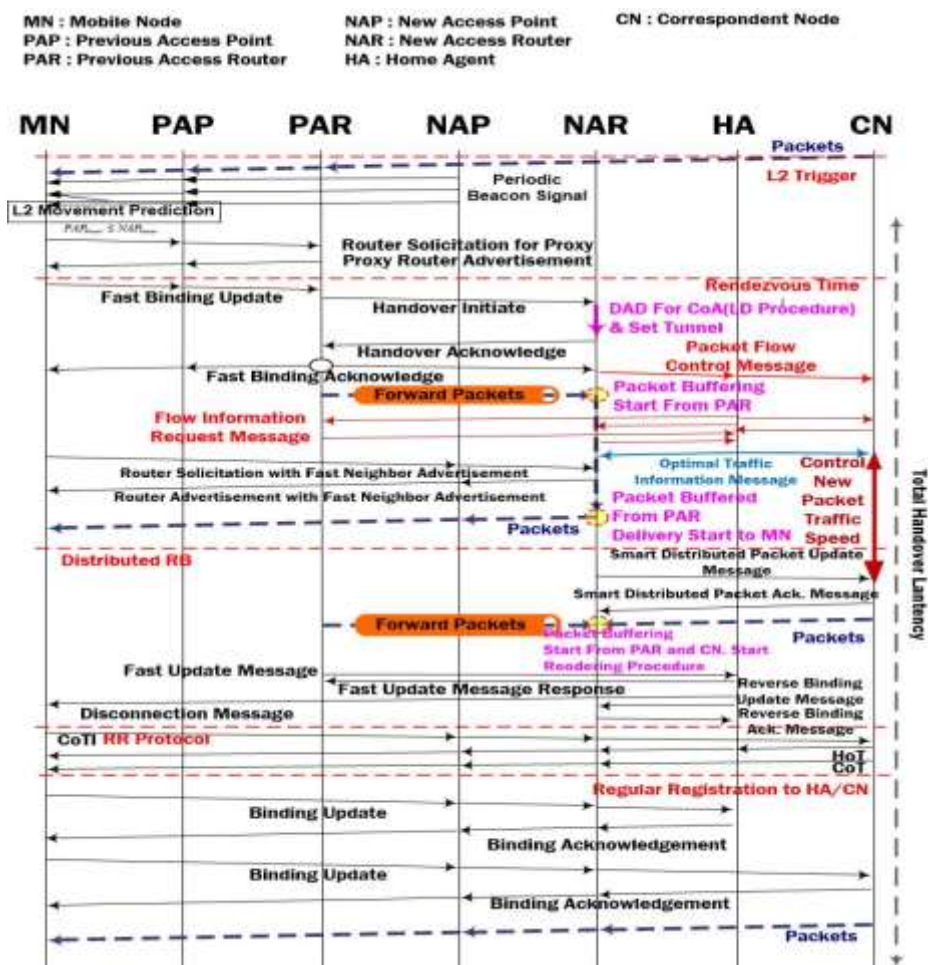 MN : Mobile Node
NAP : New Access Point
CN : Correspondent Node
PAP : Previous Access Point
NAR : New Access Router
PAR : Previous Access Router
HA : Home Agent
MN PAP PAR NAP NAR HA CN
Packets
L2 Trigger
Periodic
Beacon Signal
L2 Movement Prediction
Router Solicitation for Proxy
Proxy Router Advertisement
Rendezvous Time
Fast Binding Update
Handover Initiate
DAD For CoA(LD Procedure)
& Set Tunnel
Handover Acknowledge
Packet Flow
Control Message
Fast Binding Acknowledge
Forward Packets
Packet Buffering
Start From PAR
Flow Information
Request Message
Router Solicitation with Fast Neighbor Advertisement
Optimal Traffic
Information Message
Control
New
Packet
Traffic
Speed
Router Advertisement with Fast Neighbor Advertisement
Packet Buffered
From PAR
Delivery Start to MN
Packets
Total Handover Lantency
Distributed RB
Smart Distributed Packet Update
Message
Smart Distributed Packet Ack. Message
Forward Packets
Packet Buffering
Start From PAR and CN. Start
Reodering Procedure
Packets
Fast Update Message
Fast Update Message Response
Reverse Binding
Update Message
Disconnection Message
Reverse Binding
Ack. Message
CoTI RR Protocol
HoT
CoT
Regular Registration to HA/CN
Binding Update
Binding Acknowledgement
Binding Update
Binding Acknowledgement
Packets